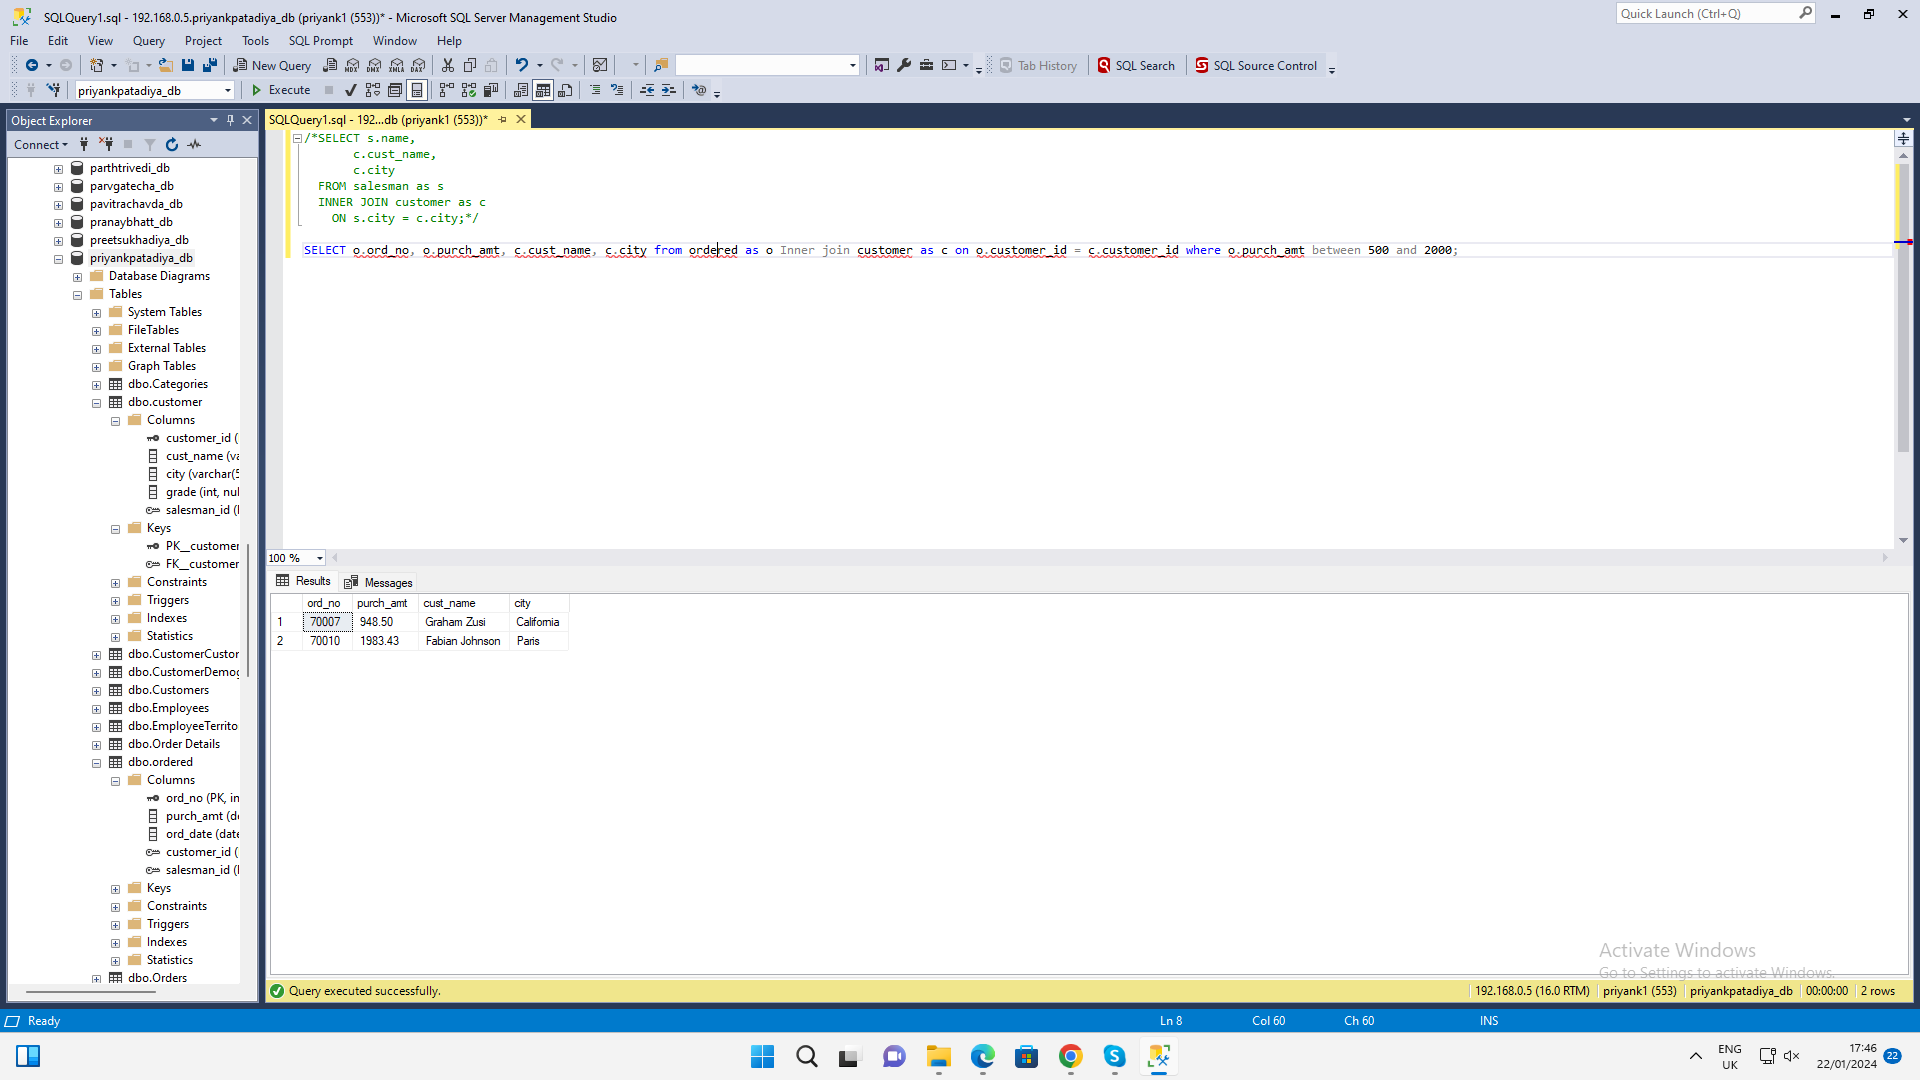 SQLQuery1.sql - 192.168.0.5.priyankpatadiya_db (priyank1 (553))* - Microsoft SQL Server Management Studio
Quick Launch (Ctrl+Q)
File Edit View Query Project Tools SQL Prompt Window Help
New Query MDX DMX XMLA DAX Tab History SQL Search SQL Source Control
priyankpatadiya_db Execute
Object Explorer
SQLQuery1.sql - 192...db (priyank1 (553))*
Connect
parthtrivedi_db
parvgatecha_db
pavitrachavda_db
pranaybhatt_db
preetsukhadiya_db
priyankpatadiya_db
Database Diagrams
Tables
System Tables
FileTables
External Tables
Graph Tables
dbo.Categories
dbo.customer
Columns
customer_id (
cust_name (va
city (varchar(5
grade (int, nul
salesman_id (
Keys
PK__customer
FK__customer
Constraints
Triggers
Indexes
Statistics
dbo.CustomerCustor
dbo.CustomerDemog
dbo.Customers
dbo.Employees
dbo.EmployeeTerrito
dbo.Order Details
dbo.ordered
Columns
ord_no (PK, in
purch_amt (de
ord_date (date
customer_id (
salesman_id (
Keys
Constraints
Triggers
Indexes
Statistics
dbo.Orders
/*SELECT s.name,
c.cust_name,
c.city
FROM salesman as s
INNER JOIN customer as c
ON s.city = c.city;*/
SELECT o.ord_no, o.purch_amt, c.cust_name, c.city from ordered as o Inner join customer as c on o.customer_id = c.customer_id where o.purch_amt between 500 and 2000;
100 %
Results Messages
ord_no purch_amt cust_name city
1 70007 948.50 Graham Zusi California
2 70010 1983.43 Fabian Johnson Paris
Activate Windows
Go to Settings to activate Windows.
Query executed successfully. 192.168.0.5 (16.0 RTM) priyank1 (553) priyankpatadiya_db 00:00:00 2 rows
Ready Ln 8 Col 60 Ch 60 INS
ENG
UK
17:46
22/01/2024
22